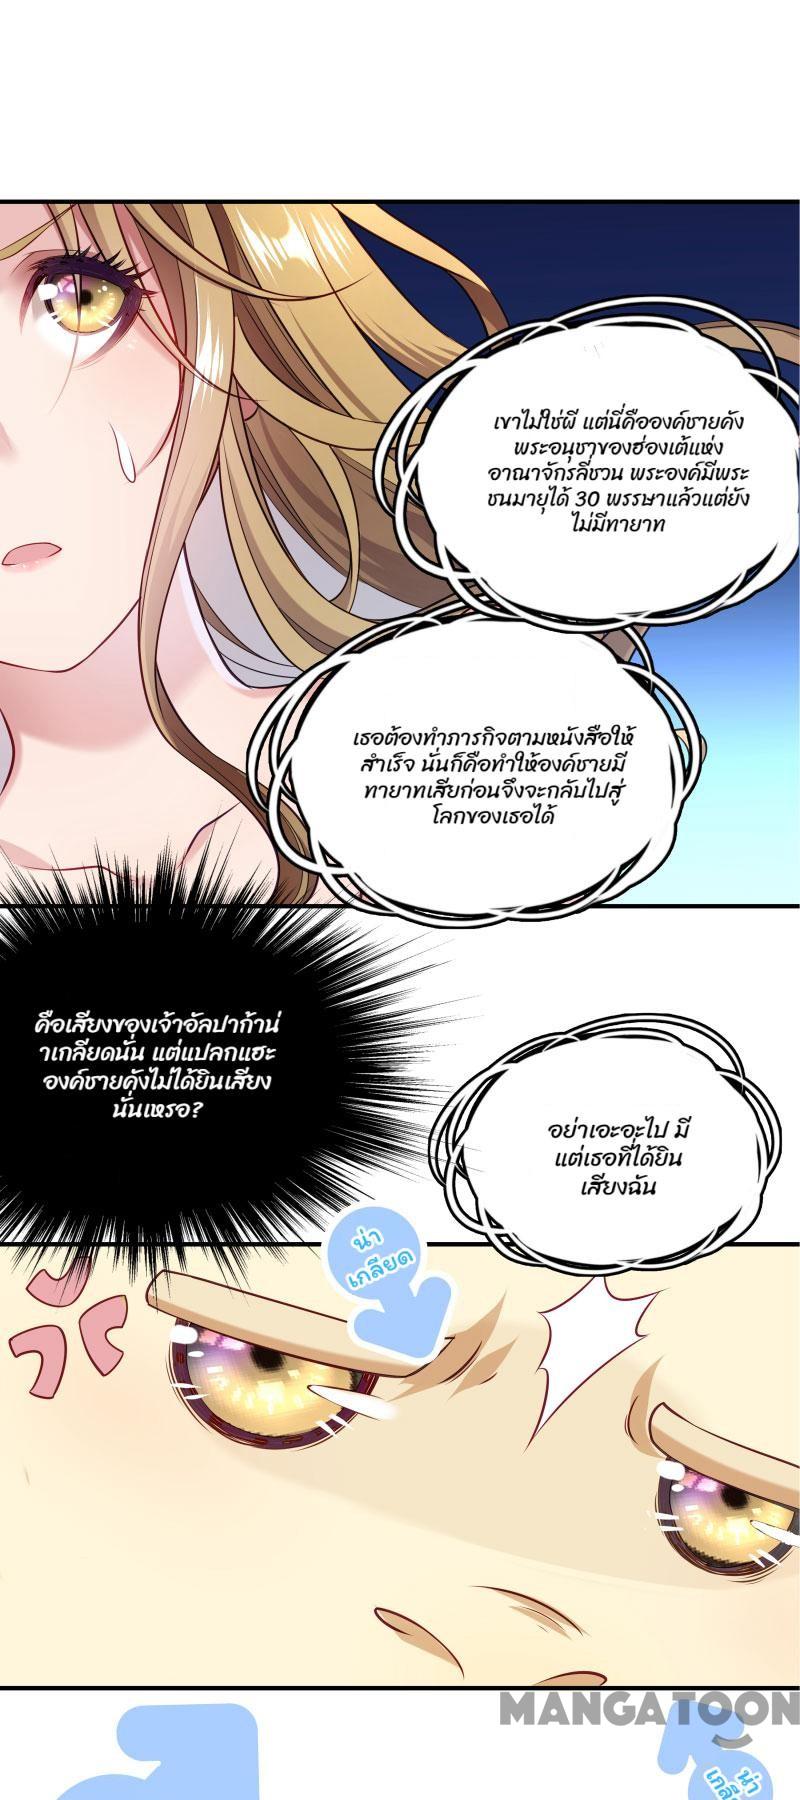 เขาไม่ใช่ผี แต่นี่คือองค์ชายคัง
พระอนุชาของฮ่องเต้แห่ง
อาณาจักรลี่ชวน พระองค์มีพระ
ชนมายุได้ 30 พรรษาแล้วแต่ยัง
ไม่มีทายาท
เธอต้องทำภารกิจตามหนังสือให้
สำเร็จ นั่นก็คือทำให้องค์ชายมี
ทายาทเสียก่อนจึงจะกลับไปสู่
โลกของเธอได้
คือเสียงของเจ้าอัลปาก้าน่
าเกลียดนั่น แต่แปลกแฮะ
องค์ชายคังไม่ได้ยินเสียง
นั่นเหรอ?
อย่าเอะอะไป มี
แต่เธอที่ได้ยิน
เสียงฉัน
น่า
เกลียด
MANGATOON
น่า